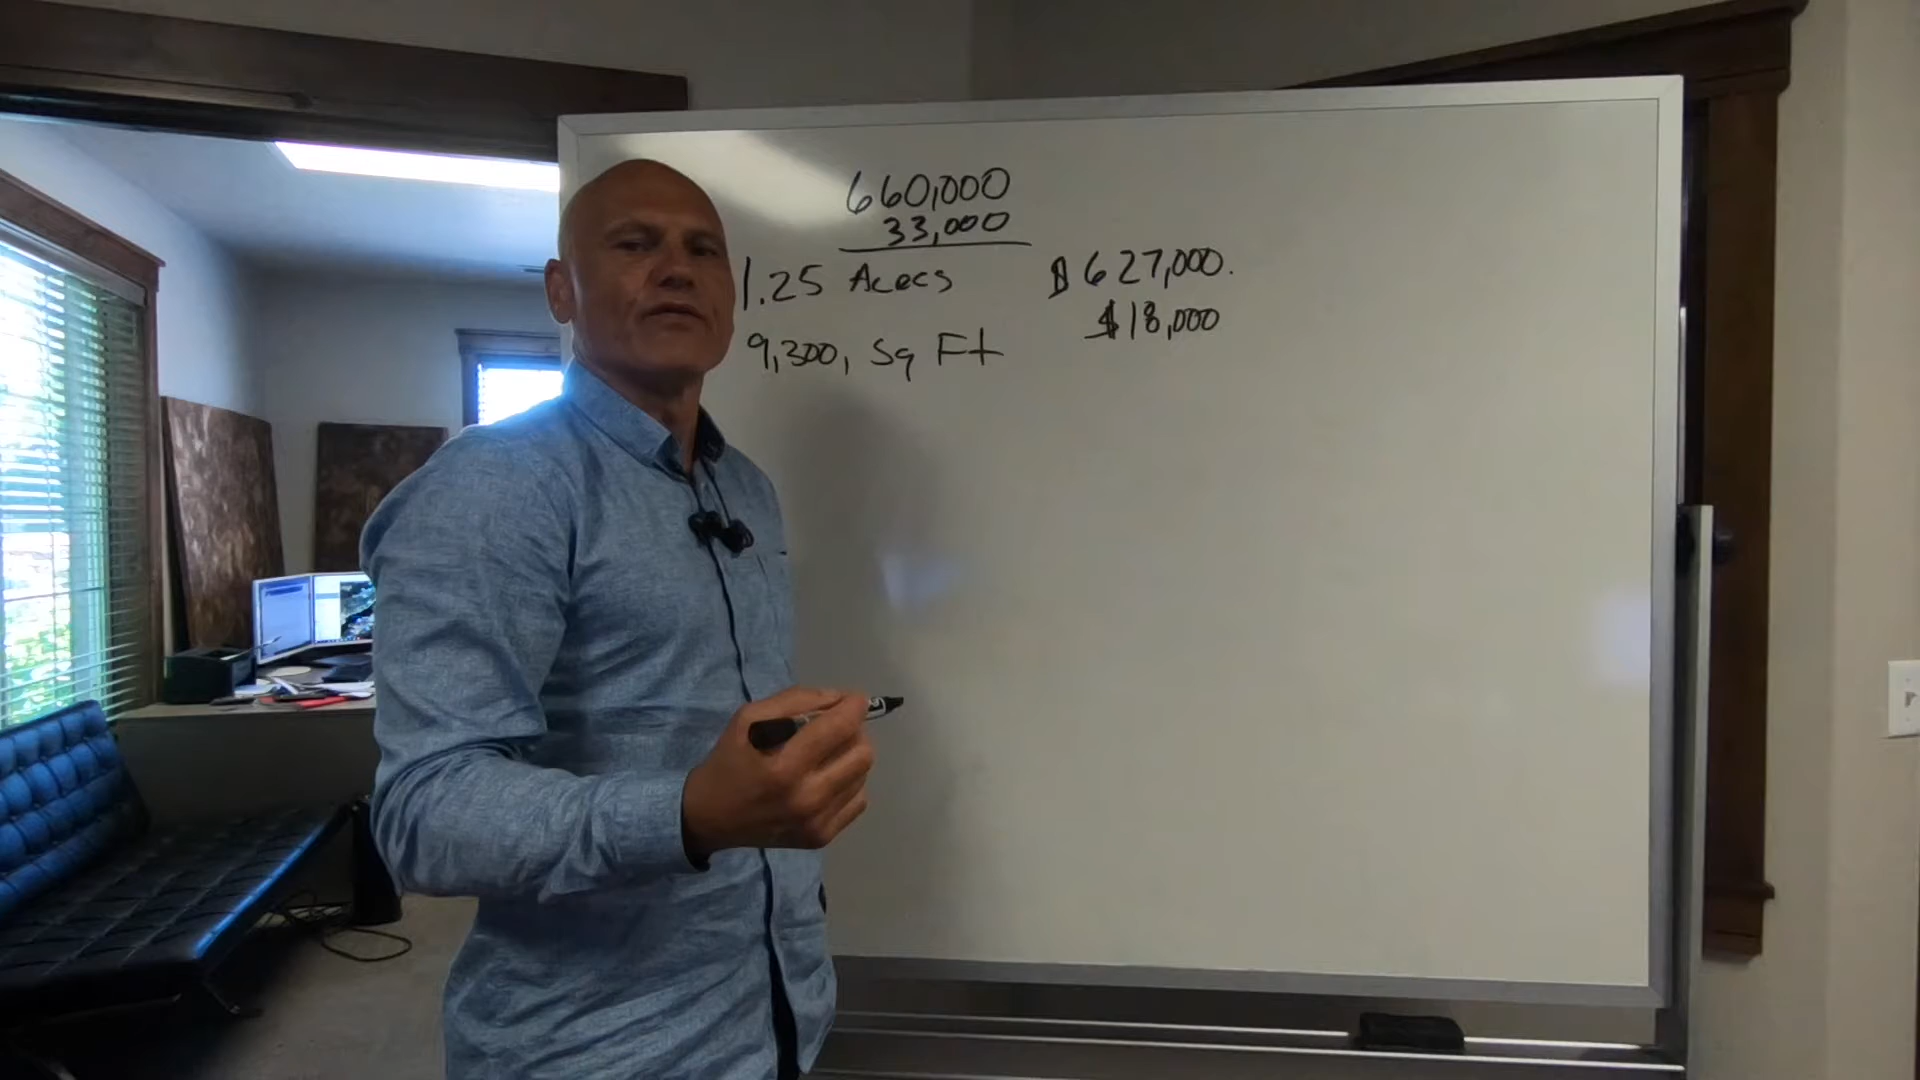 660,000
33,000
1.25 Acecs
$627,000.
$18,000
9,300, Sq Ft